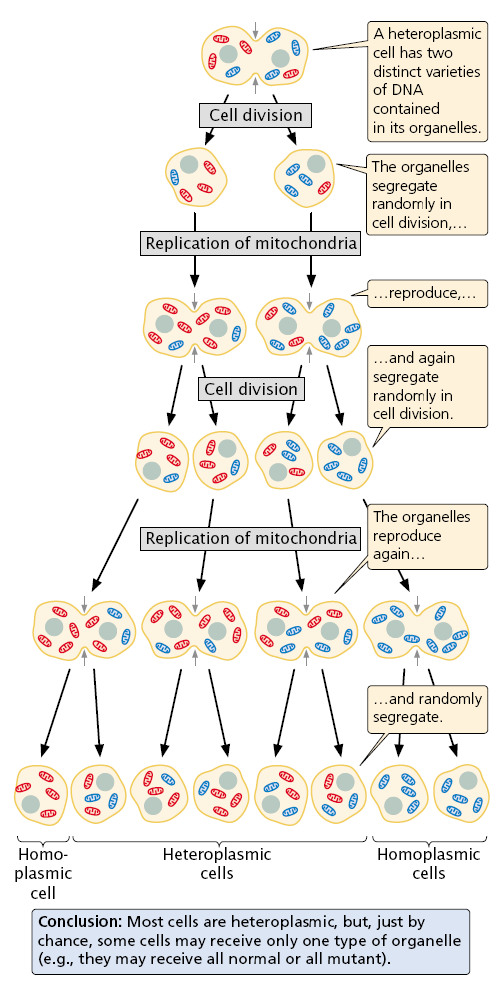 A heteroplasmic
cell has two
distinct varieties
of DNA
contained
in its organelles.
Cell division
The organelles
segregate
randomly in
cell division,…
Replication of mitochondria
…reproduce,…
…and again
segregate
randomly in
cell division.
Cell division
The organelles
reproduce
again…
Replication of mitochondria
…and randomly
segregate.
Homo-
plasmic
cell
Heteroplasmic
cells
Homoplasmic
cells
Conclusion: Most cells are heteroplasmic, but, just by
chance, some cells may receive only one type of organelle
(e.g., they may receive all normal or all mutant).